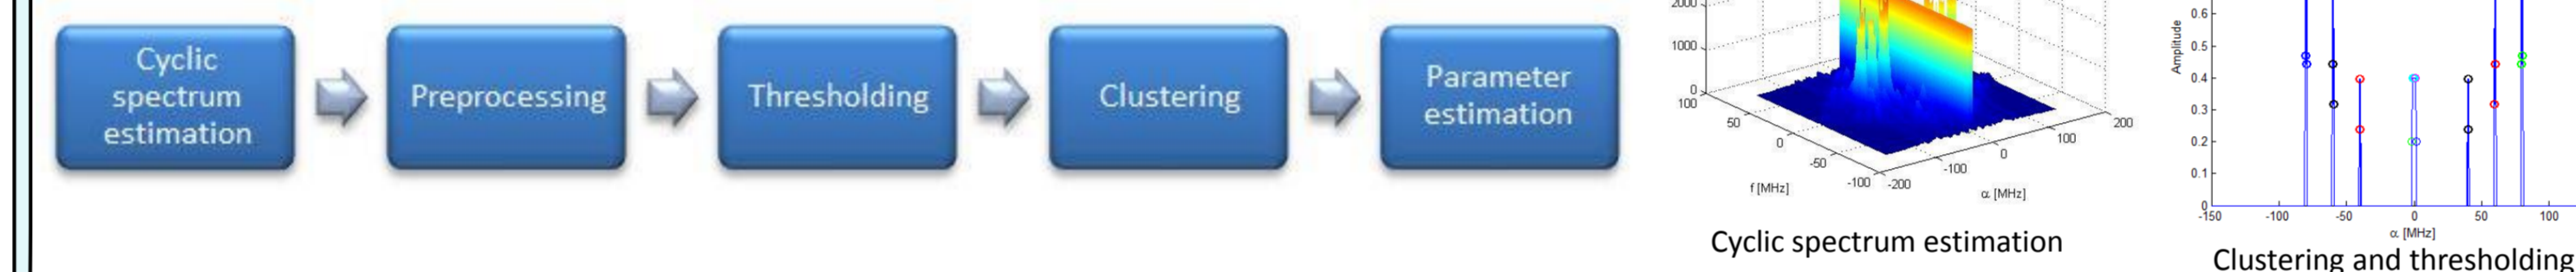 Cyclic
spectrum
estimation
Preprocessing
Thresholding
Clustering
Parameter
estimation
2000
1000
0
100
50
0
-50
-100
f [MHz]
-200
-100
0
100
200
α [MHz]
Cyclic spectrum estimation
Amplitude
0.6
0.5
0.4
0.3
0.2
0.1
0
-150
-100
-50
0
50
100
α [MHz]
Clustering and thresholding